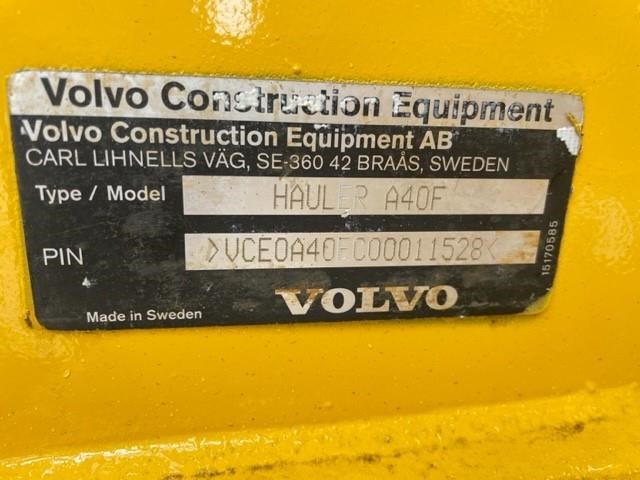 Volvo Construction Equipment
Volvo Construction Equipment AB
CARL LIHNELLS VÄG, SE-360 42 BRAÅS, SWEDEN
Type / Model HAULER A40F
PIN >VCE0A40FC00011528<
15170585
VOLVO
Made in Sweden